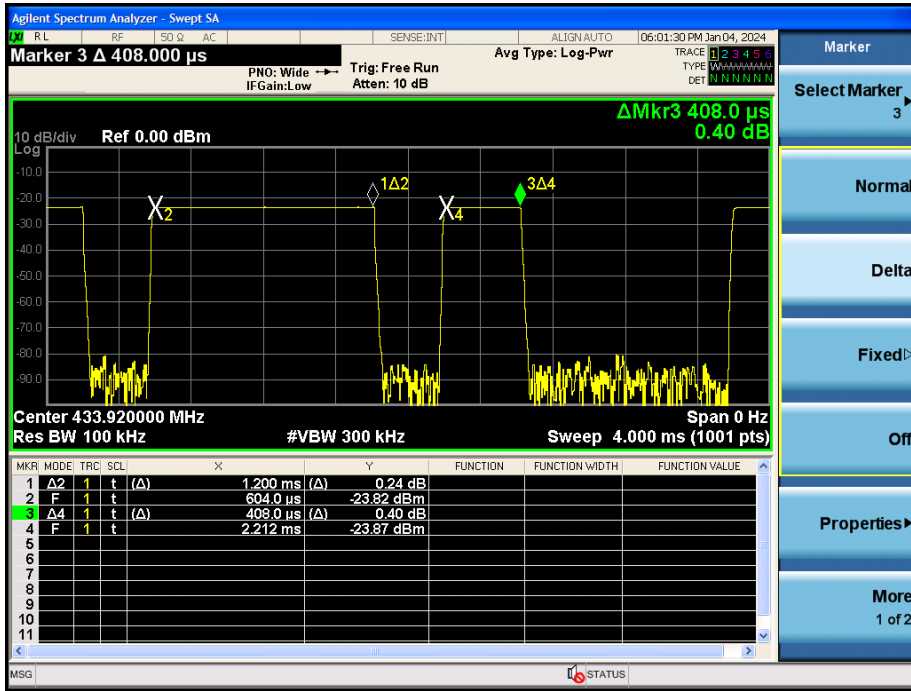 Agilent Spectrum Analyzer - Swept SA
LXI RL RF 50 Ω AC SENSE:INT ALIGN AUTO 06:01:30 PM Jan 04, 2024
Marker 3 Δ 408.000 µs
PNO: Wide
IFGain:Low
Trig: Free Run
Atten: 10 dB
Avg Type: Log-Pwr
TRACE 1 2 3 4 5 6
TYPE WWWWWW
DET N N N N N N
ΔMkr3 408.0 µs
0.40 dB
10 dB/div Ref 0.00 dBm
Log
-10.0
-20.0
-30.0
-40.0
-50.0
-60.0
-70.0
-80.0
-90.0
2
1Δ2
4
3Δ4
Center 433.920000 MHz Span 0 Hz
Res BW 100 kHz #VBW 300 kHz Sweep 4.000 ms (1001 pts)
MKR MODE TRC SCL X Y FUNCTION FUNCTION WIDTH FUNCTION VALUE
1 Δ2 1 t (Δ) 1.200 ms (Δ) 0.24 dB
2 F 1 t 604.0 µs -23.82 dBm
3 Δ4 1 t (Δ) 408.0 µs (Δ) 0.40 dB
4 F 1 t 2.212 ms -23.87 dBm
5
6
7
8
9
10
11
MSG STATUS
Marker
Select Marker
3
Normal
Delta
Fixed
Off
Properties
More
1 of 2